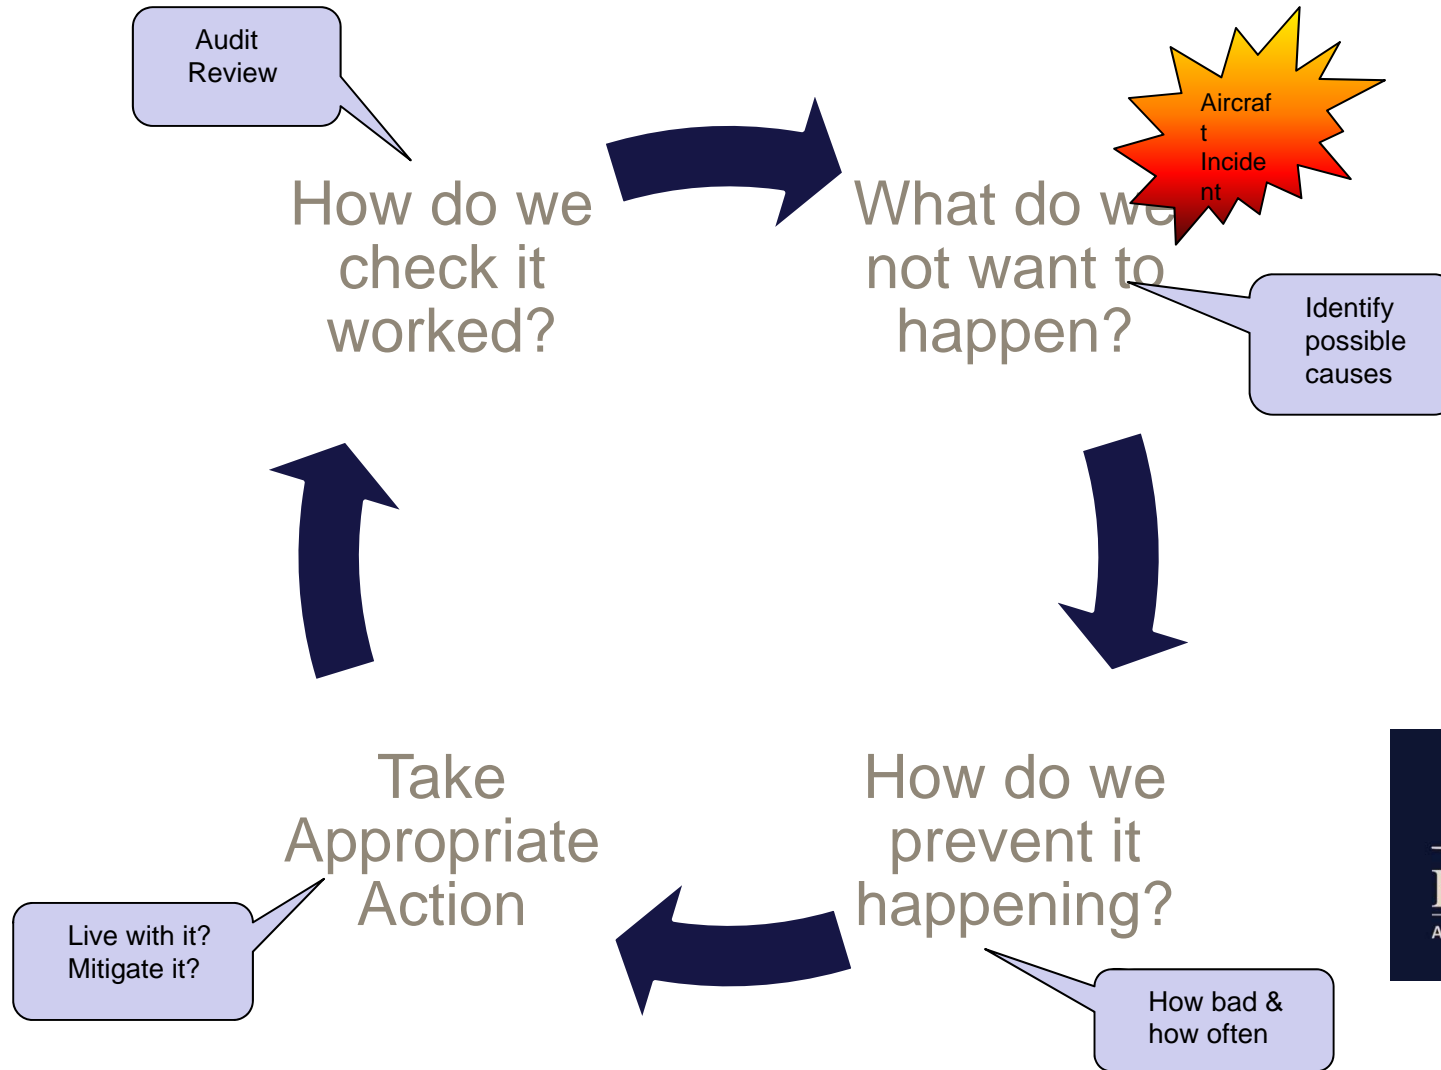 Audit
Review
Aircraf
t
Incide
nt
How do we
check it
worked?
What do we
not want to
happen?
Identify
possible
causes
Take
Appropriate
Action
How do we
prevent it
happening?
Live with it?
Mitigate it?
How bad &
how often